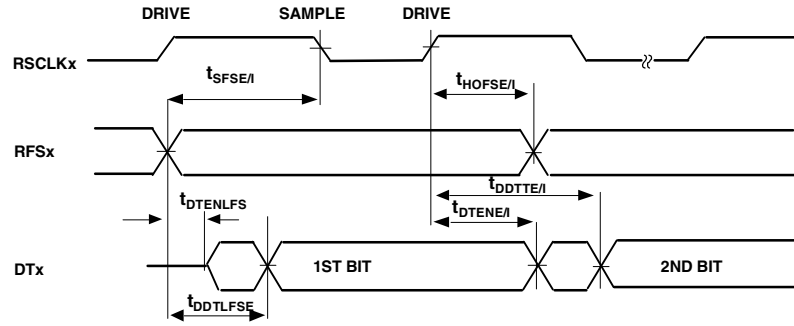 DRIVE SAMPLE DRIVE
RSCLKx
tSFSE/I tHOFSE/I
RFSx
tDDTTE/I
tDTENLFS tDTENE/I
DTx 1ST BIT 2ND BIT
tDDTLFSE